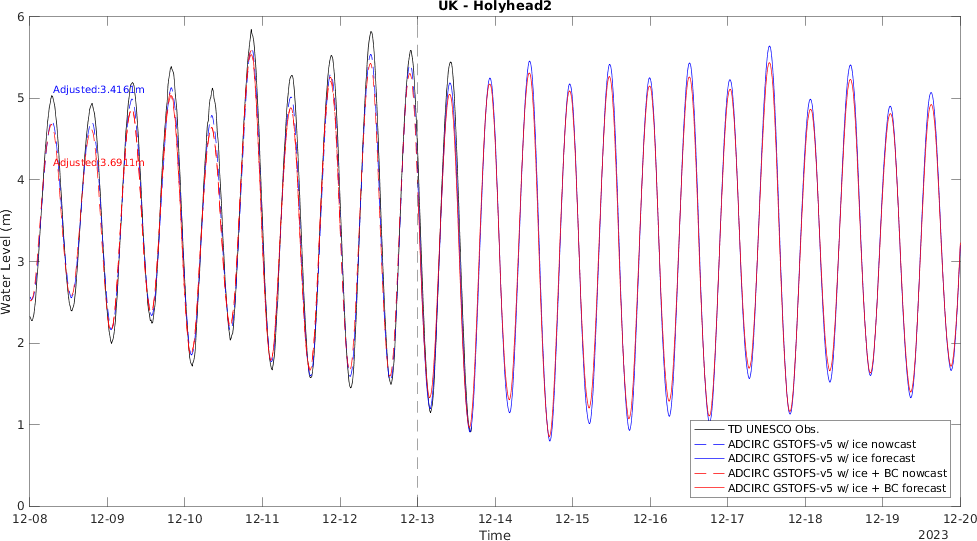 UK - Holyhead2
6
5
4
3
2
1
0
Water Level (m)
Adjusted:3.4161m
Adjusted:3.6911m
TD UNESCO Obs.
ADCIRC GSTOFS-v5 w/ ice nowcast
ADCIRC GSTOFS-v5 w/ ice forecast
ADCIRC GSTOFS-v5 w/ ice + BC nowcast
ADCIRC GSTOFS-v5 w/ ice + BC forecast
12-08 12-09 12-10 12-11 12-12 12-13 12-14 12-15 12-16 12-17 12-18 12-19 12-20
Time
2023